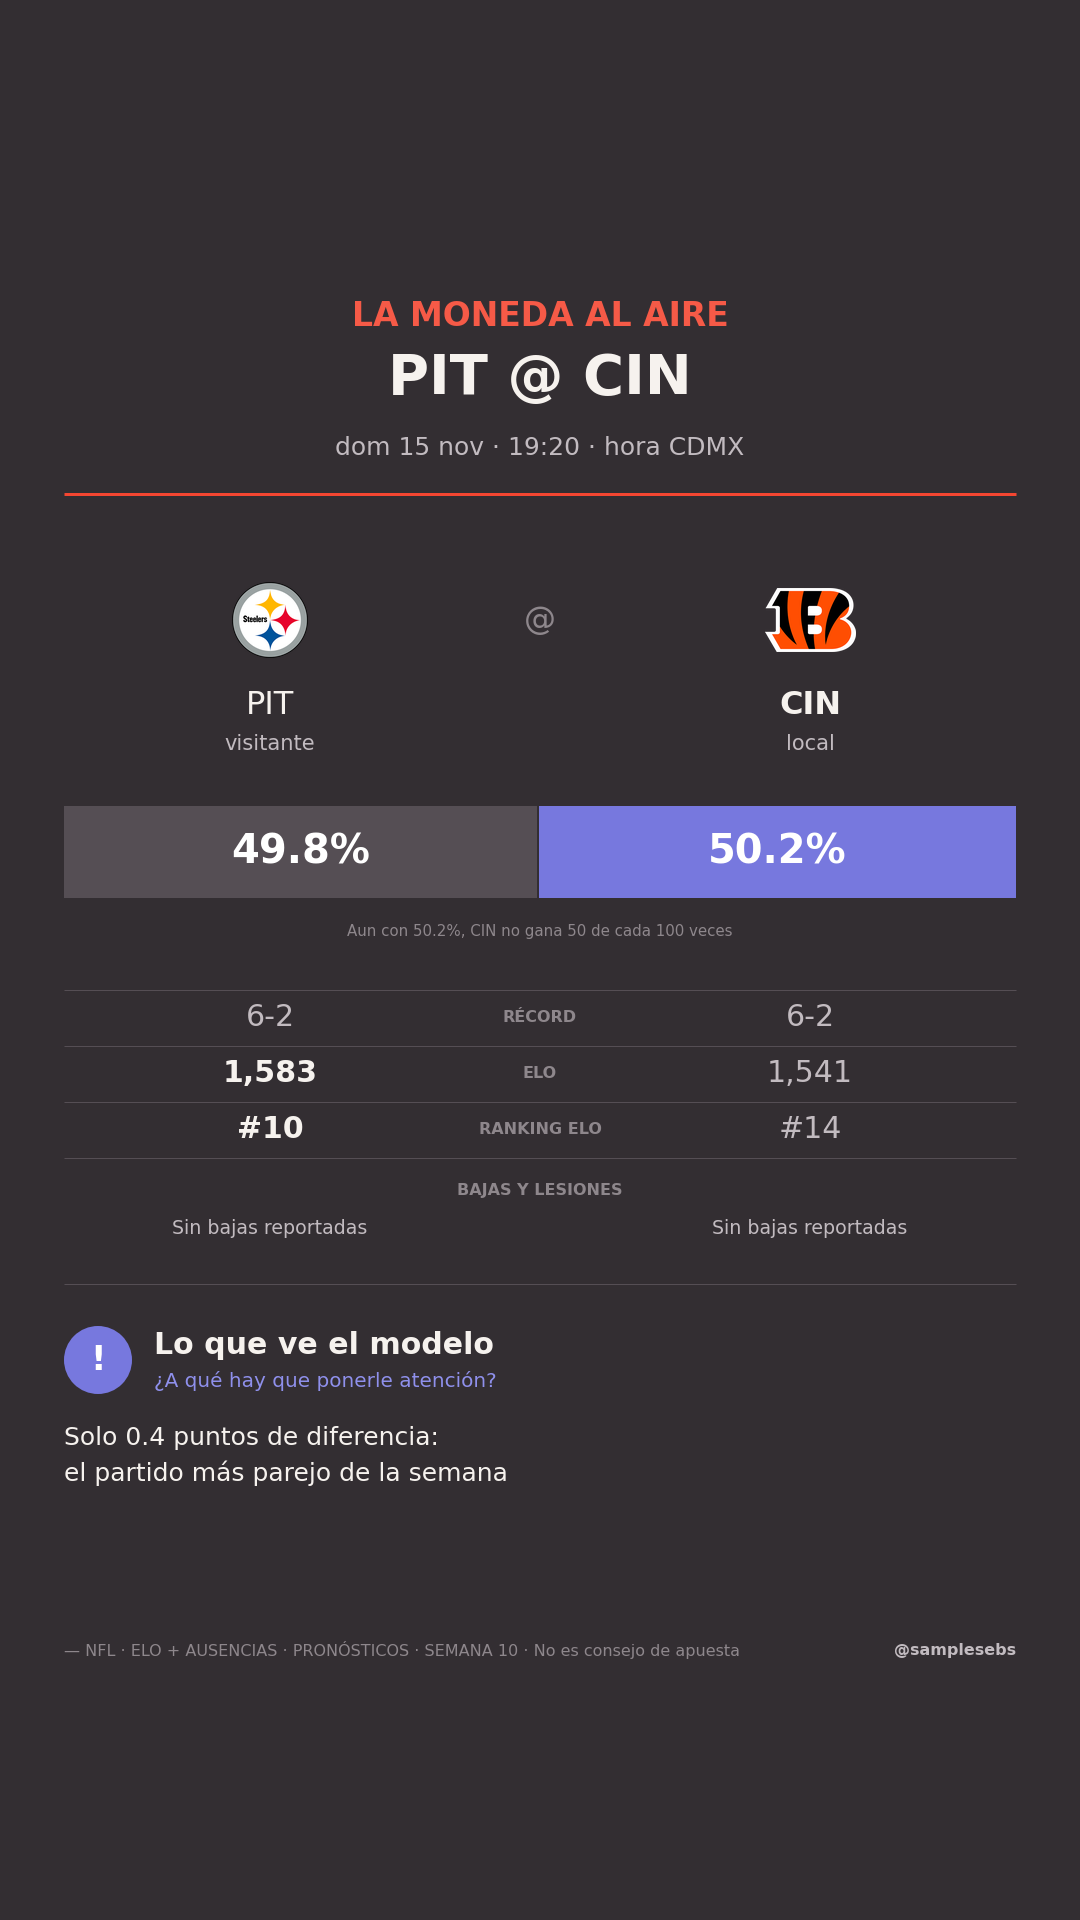 LA MONEDA AL AIRE
PIT @ CIN
dom 15 nov · 19:20 · hora CDMX
Steelers
@
PIT
CIN
visitante
local
49.8%
50.2%
Aun con 50.2%, CIN no gana 50 de cada 100 veces
6-2 RÉCORD 6-2
1,583 ELO 1,541
#10 RANKING ELO #14
BAJAS Y LESIONES
Sin bajas reportadas
Sin bajas reportadas
!
Lo que ve el modelo
¿A qué hay que ponerle atención?
Solo 0.4 puntos de diferencia:
el partido más parejo de la semana
— NFL · ELO + AUSENCIAS · PRONÓSTICOS · SEMANA 10 · No es consejo de apuesta
@samplesebs